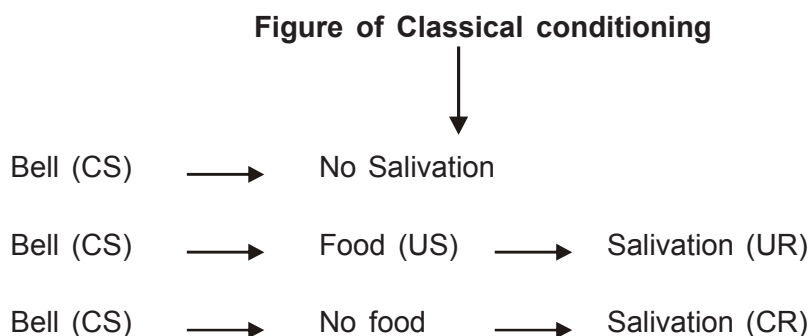 Figure of Classical conditioning
Bell (CS) No Salivation
Bell (CS) Food (US) Salivation (UR)
Bell (CS) No food Salivation (CR)